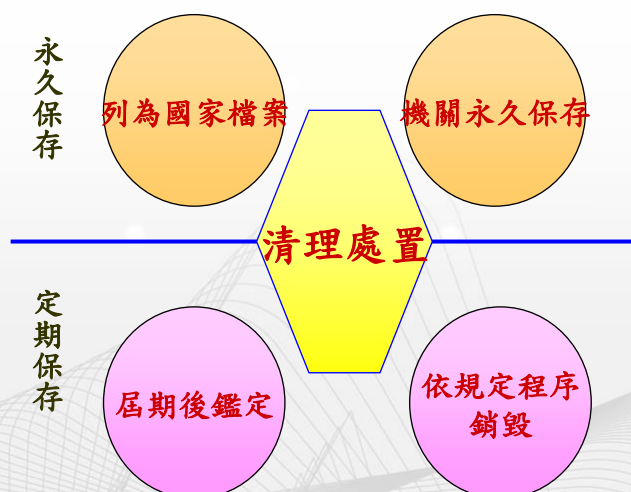 永久保存
列為國家檔案
機關永久保存
清理處置
定期保存
屆期後鑑定
依規定程序
銷毀